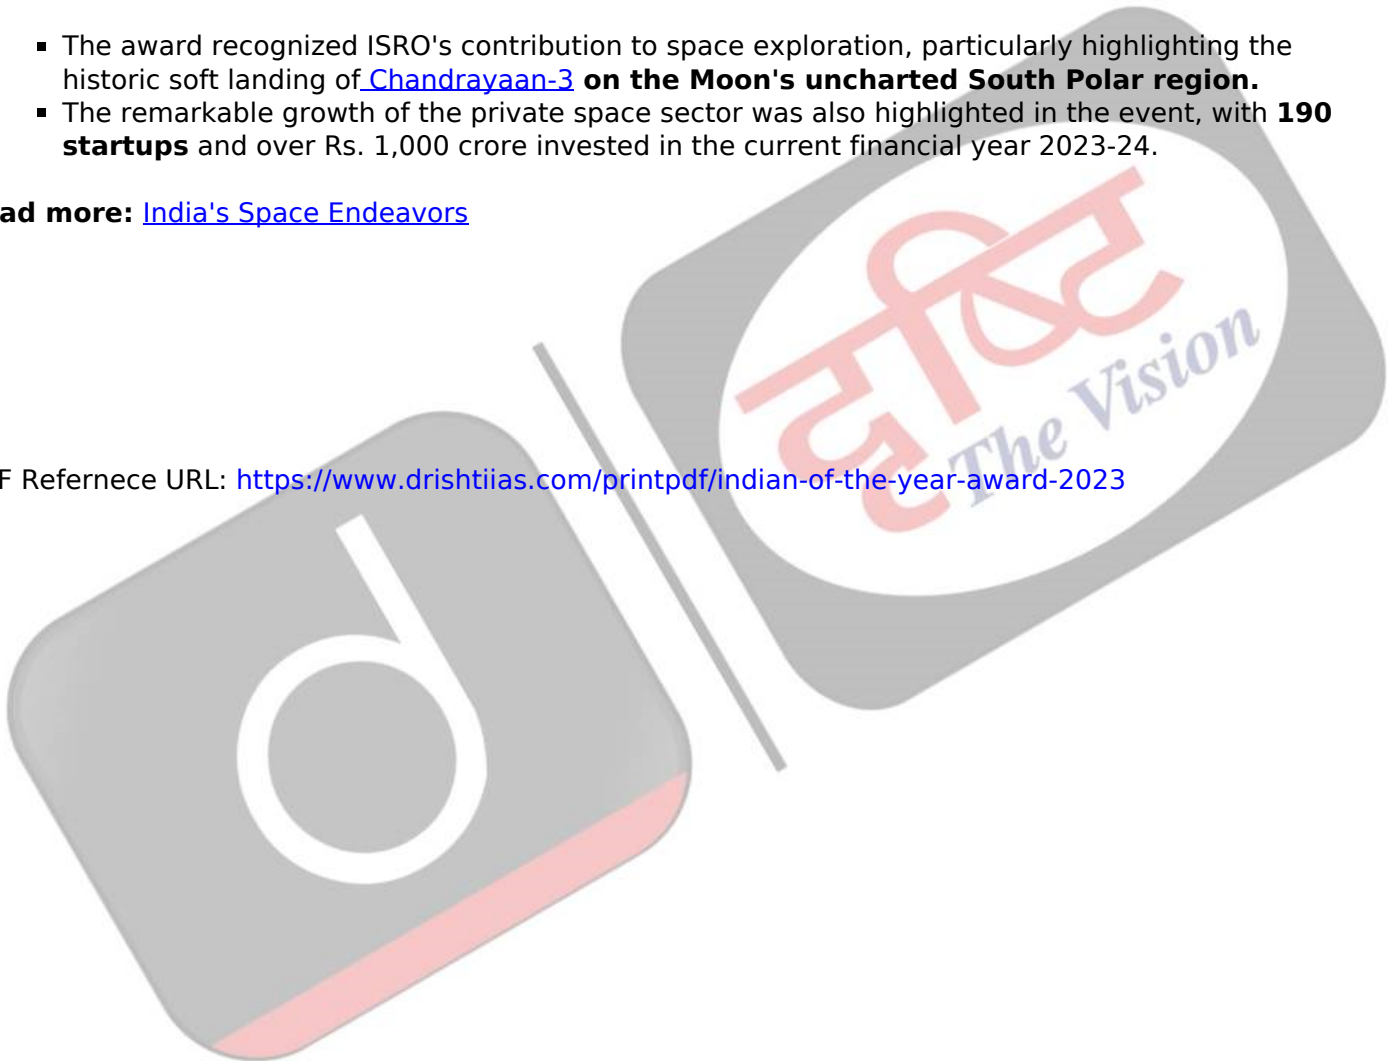 The award recognized ISRO's contribution to space exploration, particularly highlighting the
historic soft landing of Chandrayaan-3 on the Moon's uncharted South Polar region.
The remarkable growth of the private space sector was also highlighted in the event, with 190
startups and over Rs. 1,000 crore invested in the current financial year 2023-24.
ad more: India's Space Endeavors
दृष्टि
The Vision
F Refernece URL: https://www.drishtiias.com/printpdf/indian-of-the-year-award-2023
d